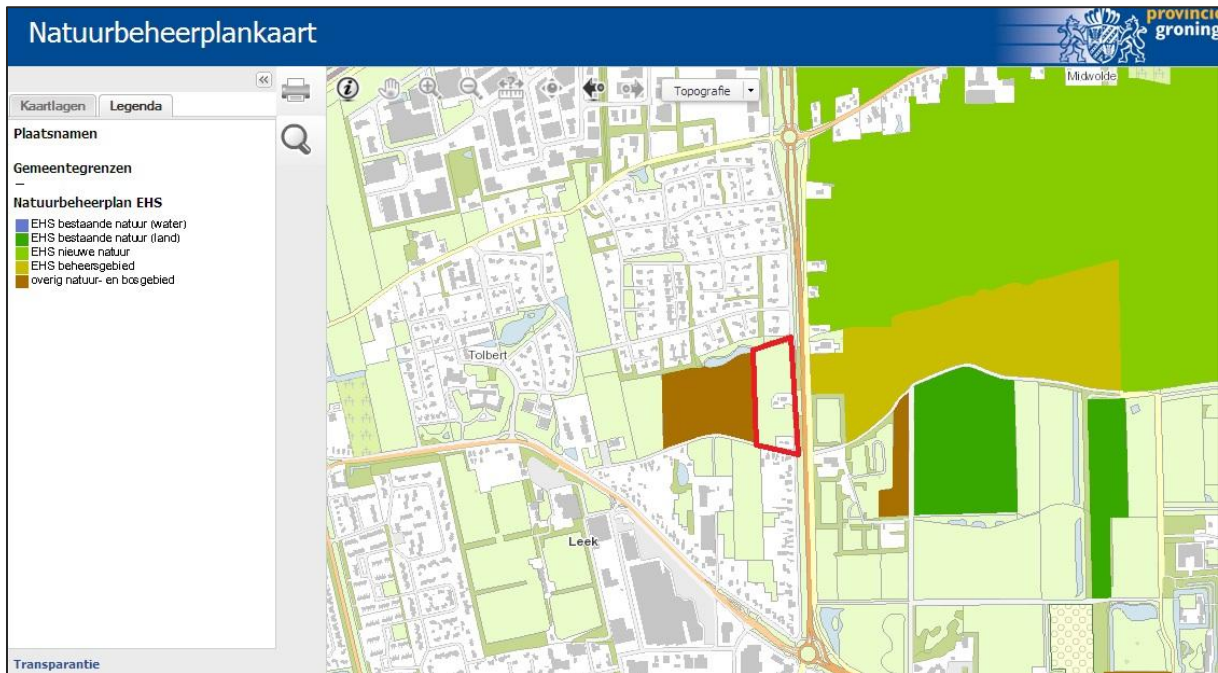 Natuurbeheerplankaart
provincie
groning
Kaartlagen
Legenda
Plaatsnamen
Gemeentegrenzen
Natuurbeheerplan EHS
EHS bestaande natuur (water)
EHS bestaande natuur (land)
EHS nieuwe natuur
EHS beheersgebied
overig natuur- en bosgebied
Transparantie
Topografie
Midwolde
Tolbert
Leek